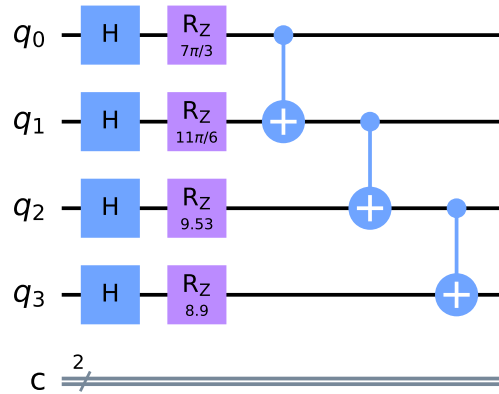 q0 H RZ 7π/3
q1 H RZ 11π/6
q2 H RZ 9.53
q3 H RZ 8.9
2
c